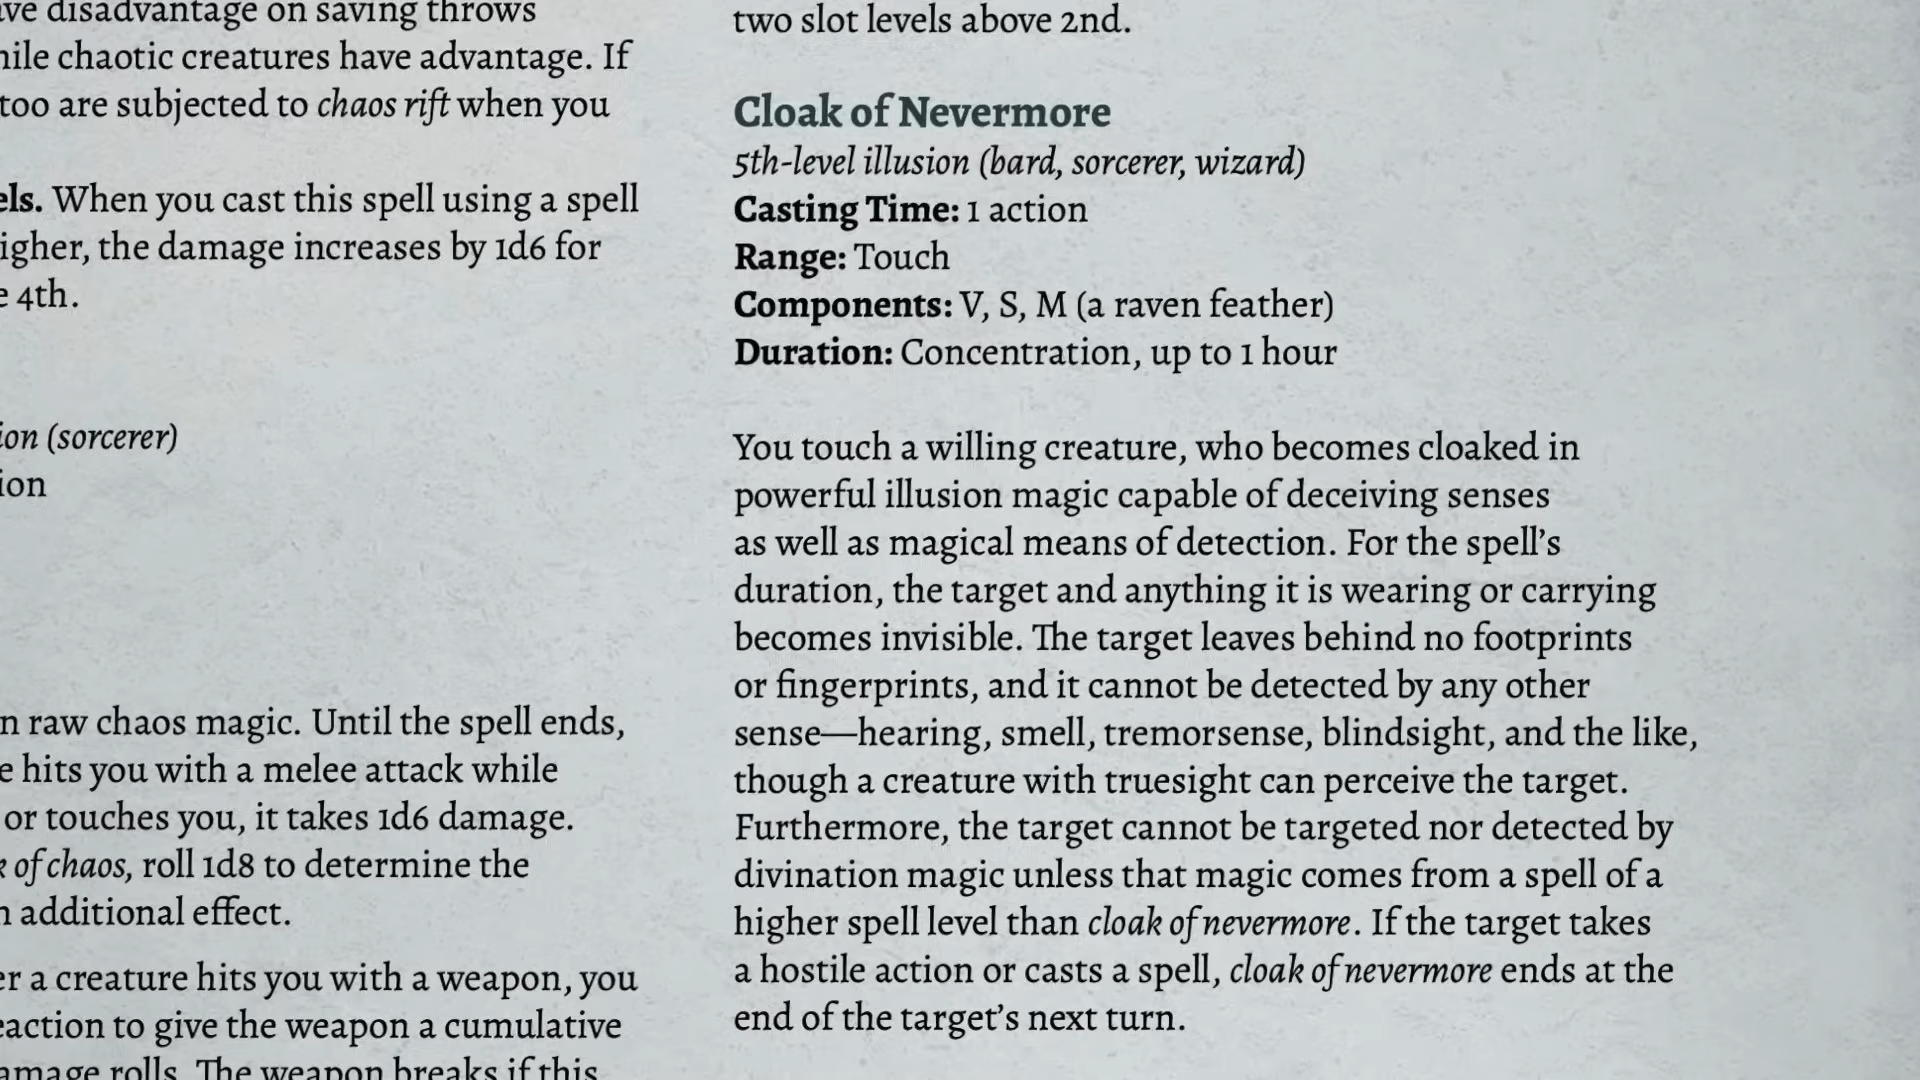 ve disadvantage on saving throws
hile chaotic creatures have advantage. If
too are subjected to chaos rift when you
els. When you cast this spell using a spell
igher, the damage increases by 1d6 for
e 4th.
ion (sorcerer)
ion
n raw chaos magic. Until the spell ends,
e hits you with a melee attack while
or touches you, it takes 1d6 damage.
k of chaos, roll 1d8 to determine the
n additional effect.
er a creature hits you with a weapon, you
eaction to give the weapon a cumulative
amage rolls. The weapon breaks if this
two slot levels above 2nd.
Cloak of Nevermore
5th-level illusion (bard, sorcerer, wizard)
Casting Time: 1 action
Range: Touch
Components: V, S, M (a raven feather)
Duration: Concentration, up to 1 hour
You touch a willing creature, who becomes cloaked in
powerful illusion magic capable of deceiving senses
as well as magical means of detection. For the spell’s
duration, the target and anything it is wearing or carrying
becomes invisible. The target leaves behind no footprints
or fingerprints, and it cannot be detected by any other
sense—hearing, smell, tremorsense, blindsight, and the like,
though a creature with truesight can perceive the target.
Furthermore, the target cannot be targeted nor detected by
divination magic unless that magic comes from a spell of a
higher spell level than cloak of nevermore. If the target takes
a hostile action or casts a spell, cloak of nevermore ends at the
end of the target’s next turn.